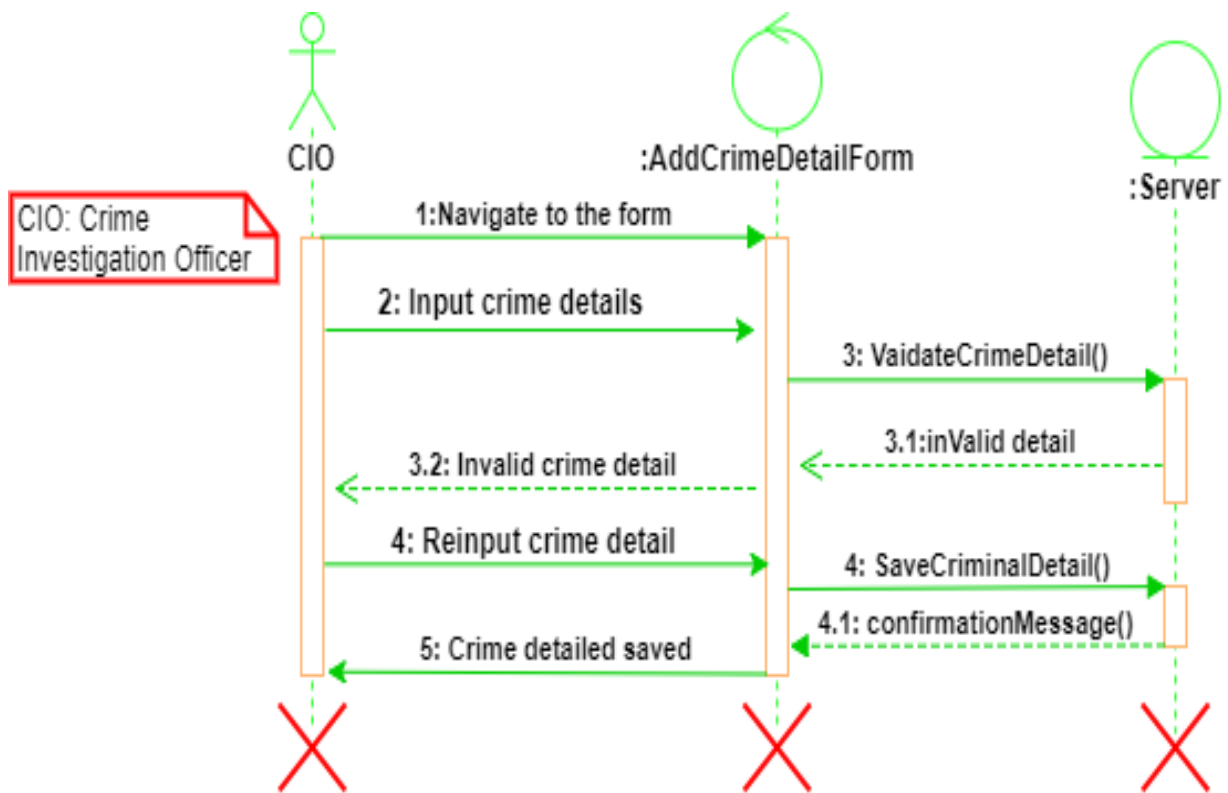 CIO
:AddCrimeDetailForm
:Server
CIO: Crime
Investigation Officer
1:Navigate to the form
2: Input crime details
3: VaidateCrimeDetail()
3.1:inValid detail
3.2: Invalid crime detail
4: Reinput crime detail
4: SaveCriminalDetail()
4.1: confirmationMessage()
5: Crime detailed saved